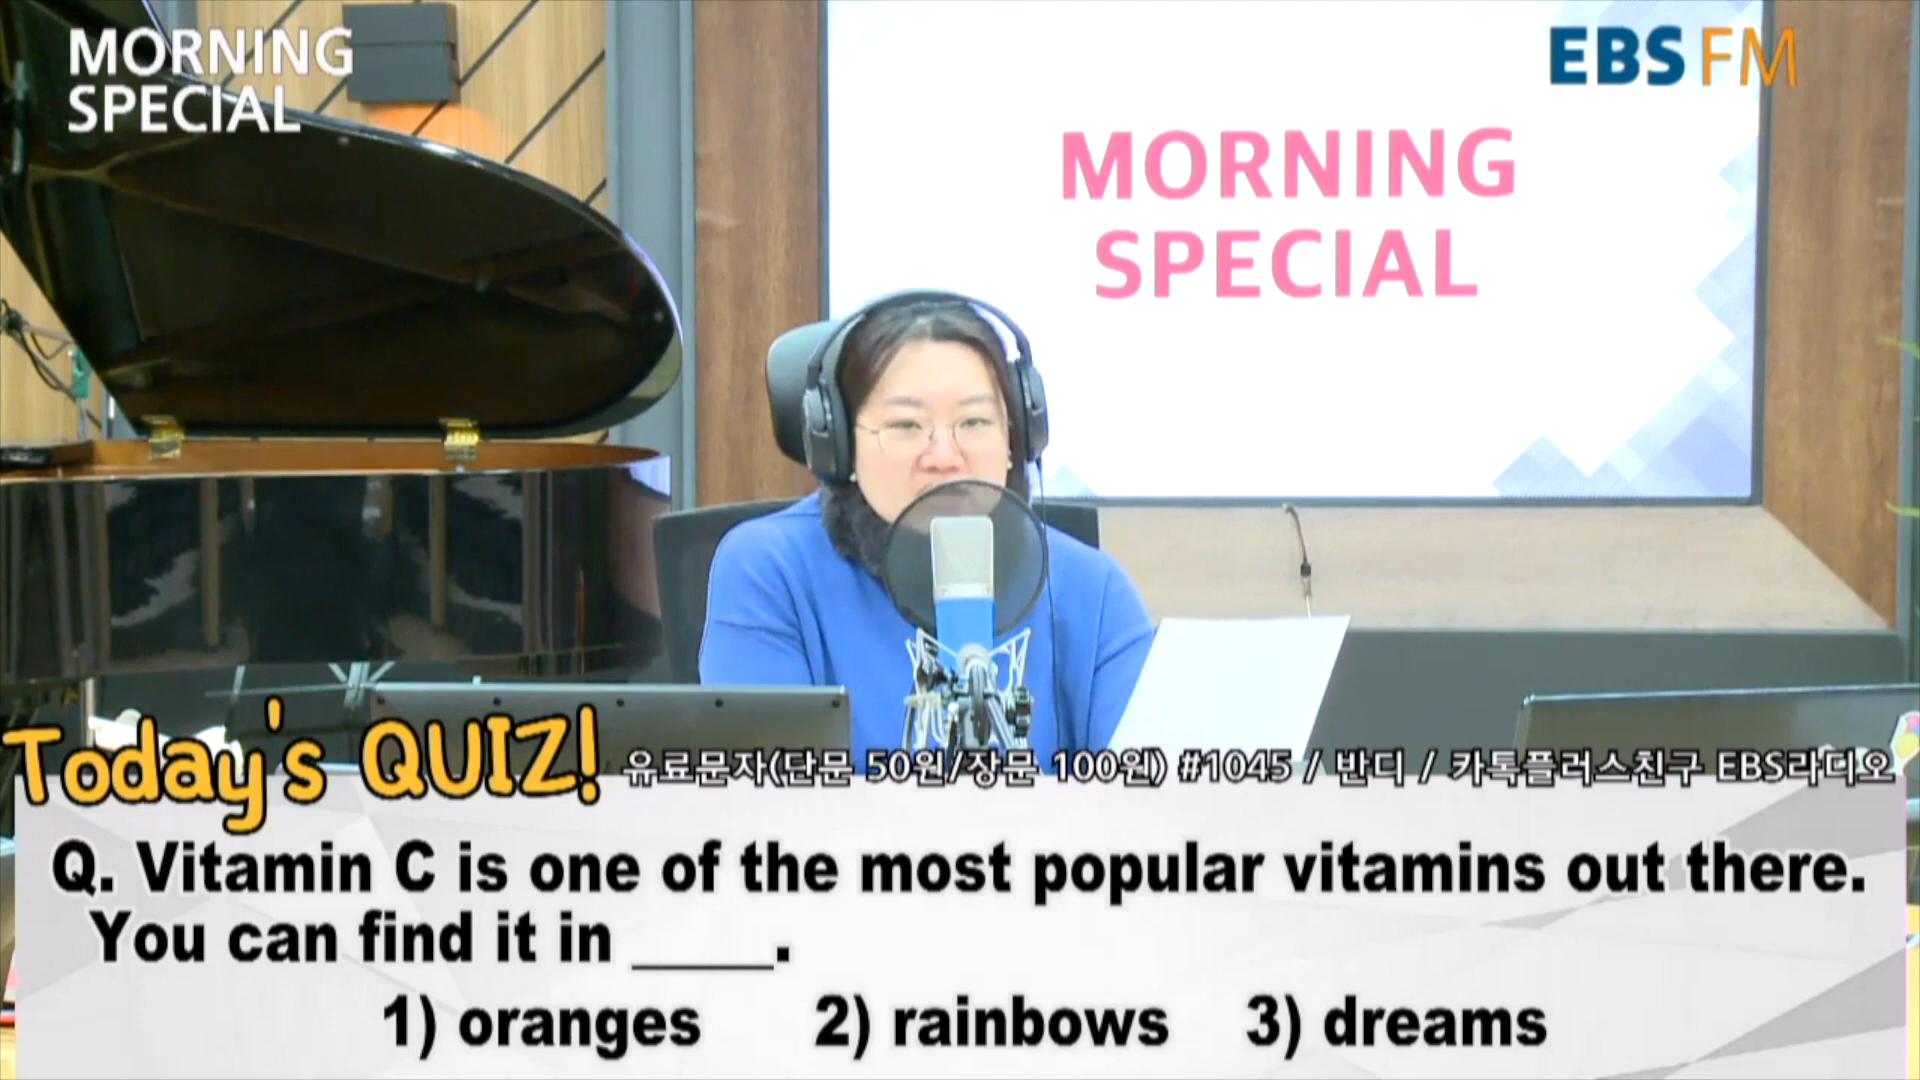 MORNING
SPECIAL
EBS FM
MORNING
SPECIAL
Today's QUIZ!
유료문자(단문 50원/장문 100원) #1045 / 반디 / 카톡플러스친구 EBS라디오
Q. Vitamin C is one of the most popular vitamins out there.
You can find it in ____.
1) oranges 2) rainbows 3) dreams